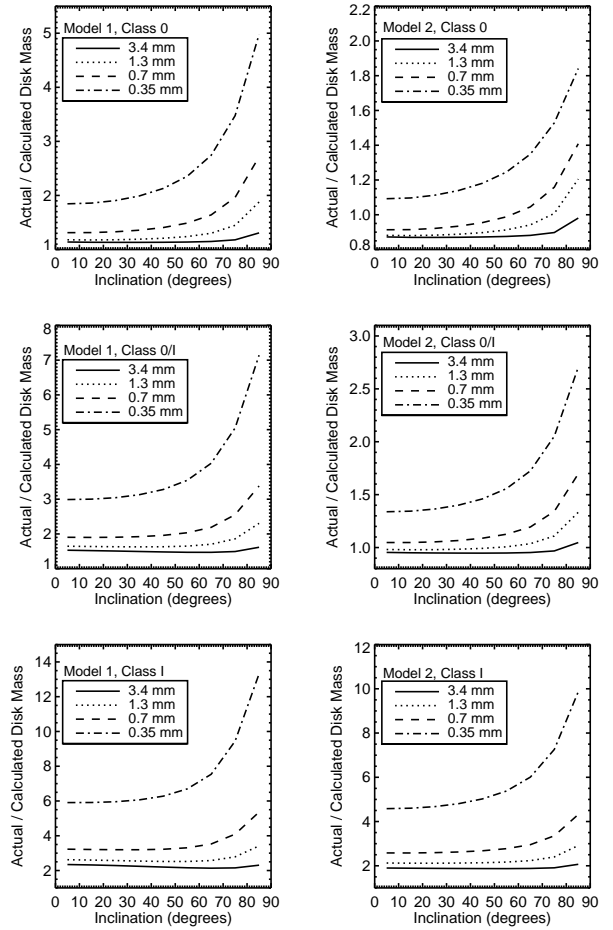 Model 1, Class 0
3.4 mm
1.3 mm
0.7 mm
0.35 mm
5
4
3
2
1
Actual / Calculated Disk Mass
0 10 20 30 40 50 60 70 80 90
Inclination (degrees)
Model 2, Class 0
3.4 mm
1.3 mm
0.7 mm
0.35 mm
2.2
2.0
1.8
1.6
1.4
1.2
1.0
0.8
Actual / Calculated Disk Mass
0 10 20 30 40 50 60 70 80 90
Inclination (degrees)
Model 1, Class 0/I
3.4 mm
1.3 mm
0.7 mm
0.35 mm
8
7
6
5
4
3
2
1
Actual / Calculated Disk Mass
0 10 20 30 40 50 60 70 80 90
Inclination (degrees)
Model 2, Class 0/I
3.4 mm
1.3 mm
0.7 mm
0.35 mm
3.0
2.5
2.0
1.5
1.0
Actual / Calculated Disk Mass
0 10 20 30 40 50 60 70 80 90
Inclination (degrees)
Model 1, Class I
3.4 mm
1.3 mm
0.7 mm
0.35 mm
14
12
10
8
6
4
2
Actual / Calculated Disk Mass
0 10 20 30 40 50 60 70 80 90
Inclination (degrees)
Model 2, Class I
3.4 mm
1.3 mm
0.7 mm
0.35 mm
12
10
8
6
4
2
Actual / Calculated Disk Mass
0 10 20 30 40 50 60 70 80 90
Inclination (degrees)